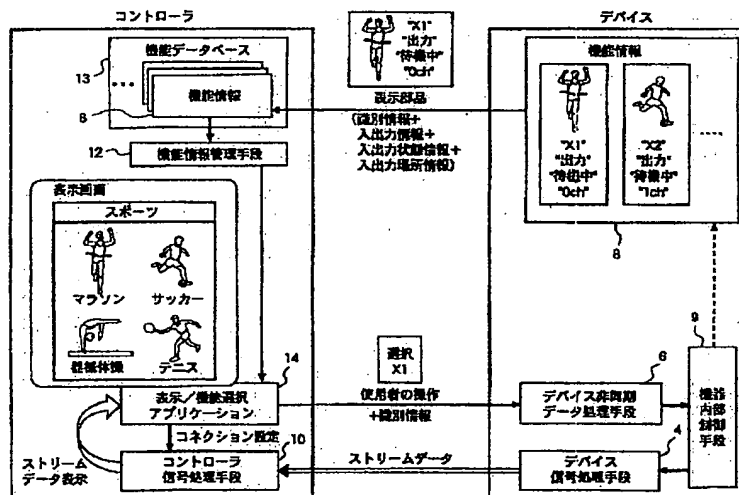 コントローラ
デバイス
機能データベース
13
機能情報
8
12
機能情報管理手段
表示画面
スポーツ
マラソン
サッカー
器械体操
テニス
14
表示/機能選択
アプリケーション
コネクション設定
10
コントローラ
信号処理手段
ストリーム
データ表示
"X1"
"出力"
"待機中"
"0ch"
表示部品
(識別情報+
入出力情報+
入出力状態情報+
入出力場所情報)
選択
X1
使用者の操作
+識別情報
ストリームデータ
機能情報
"X1"
"出力"
"待機中"
"0ch"
"X2"
"出力"
"待機中"
"1ch"
8
6
デバイス非同期
データ処理手段
4
デバイス
信号処理手段
9
機器
内部
制御
手段